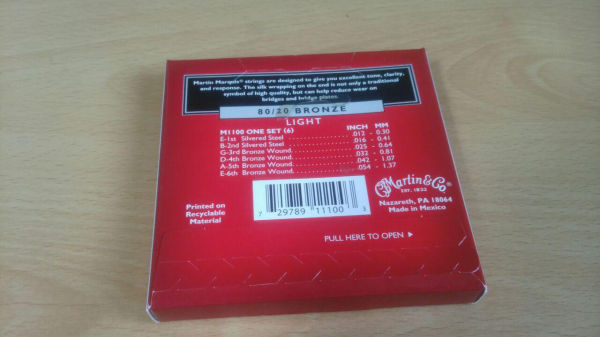 Martin Marquis® strings are designed to give you excellent tone, clarity,
and response. The silk wrapping on the end is not only a traditional
symbol of high quality, but can help reduce wear on
bridges and bridge plates.
80/20 BRONZE
LIGHT
M1100 ONE SET (6) INCH MM
E-1st Silvered Steel .012 - 0.30
B-2nd Silvered Steel .016 - 0.41
G-3rd Bronze Wound .025 - 0.64
D-4th Bronze Wound .032 - 0.81
A-5th Bronze Wound .042 - 1.07
E-6th Bronze Wound .054 - 1.37
Martin & Co®
EST. 1833
Nazareth, PA 18064
Made in Mexico
Printed on
Recyclable
Material
7 29789 11100 3
PULL HERE TO OPEN ►